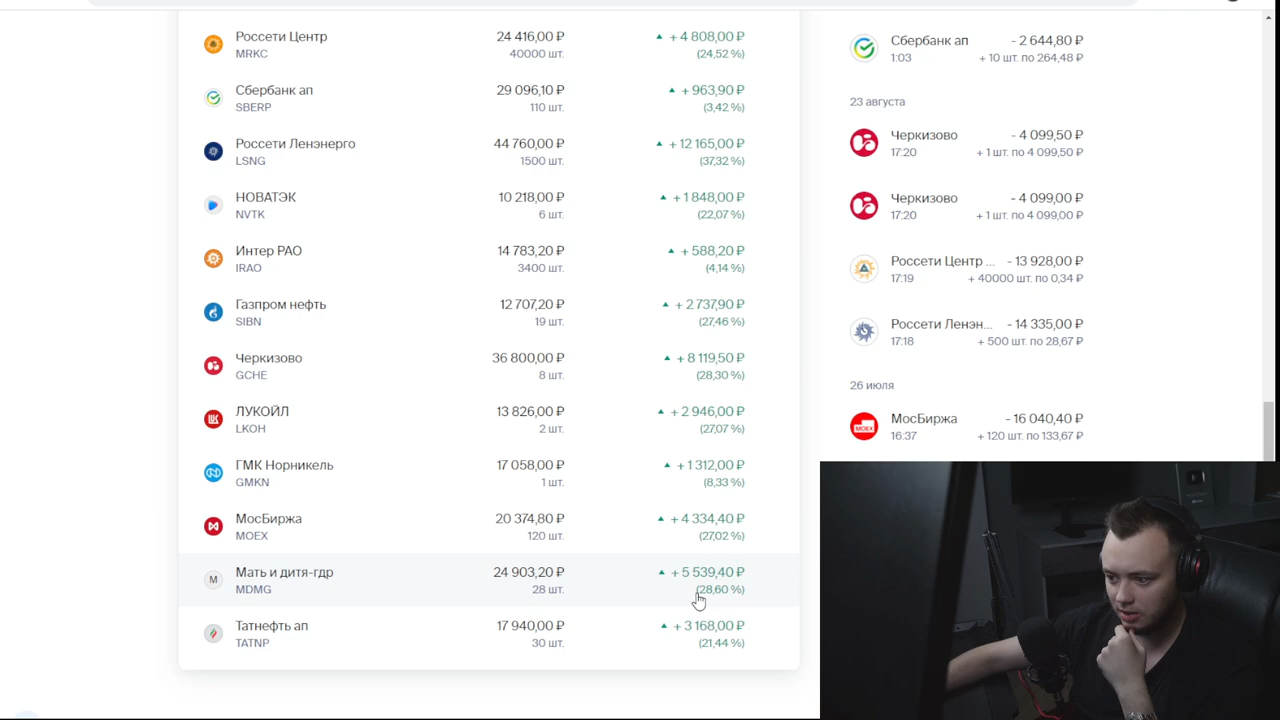 Россети Центр 24 416,00 ₽ + 4 808,00 ₽
MRKC 40000 шт. (24,52 %)
Сбербанк ап 29 096,10 ₽ + 963,90 ₽
SBERP 110 шт. (3,42 %)
Россети Ленэнерго 44 760,00 ₽ + 12 165,00 ₽
LSNG 1500 шт. (37,32 %)
НОВАТЭК 10 218,00 ₽ + 1 848,00 ₽
NVTK 6 шт. (22,07 %)
Интер РАО 14 783,20 ₽ + 588,20 ₽
IRAO 3400 шт. (4,14 %)
Газпром нефть 12 707,20 ₽ + 2 737,90 ₽
SIBN 19 шт. (27,46 %)
Черкизово 36 800,00 ₽ + 8 119,50 ₽
GCHE 8 шт. (28,30 %)
ЛУКОЙЛ 13 826,00 ₽ + 2 946,00 ₽
LKOH 2 шт. (27,07 %)
ГМК Норникель 17 058,00 ₽ + 1 312,00 ₽
GMKN 1 шт. (8,33 %)
МосБиржа 20 374,80 ₽ + 4 334,40 ₽
MOEX 120 шт. (27,02 %)
M
Мать и дитя-гдр 24 903,20 ₽ + 5 539,40 ₽
MDMG 28 шт. (28,60 %)
Татнефть ап 17 940,00 ₽ + 3 168,00 ₽
TATNP 30 шт. (21,44 %)
Сбербанк ап - 2 644,80 ₽
1:03 + 10 шт. по 264,48 ₽
23 августа
Черкизово - 4 099,50 ₽
17:20 + 1 шт. по 4 099,50 ₽
Черкизово - 4 099,00 ₽
17:20 + 1 шт. по 4 099,00 ₽
Россети Центр ... - 13 928,00 ₽
17:19 + 40000 шт. по 0,34 ₽
Россети Ленэн... - 14 335,00 ₽
17:18 + 500 шт. по 28,67 ₽
26 июля
MOEX
МосБиржа - 16 040,40 ₽
16:37 + 120 шт. по 133,67 ₽